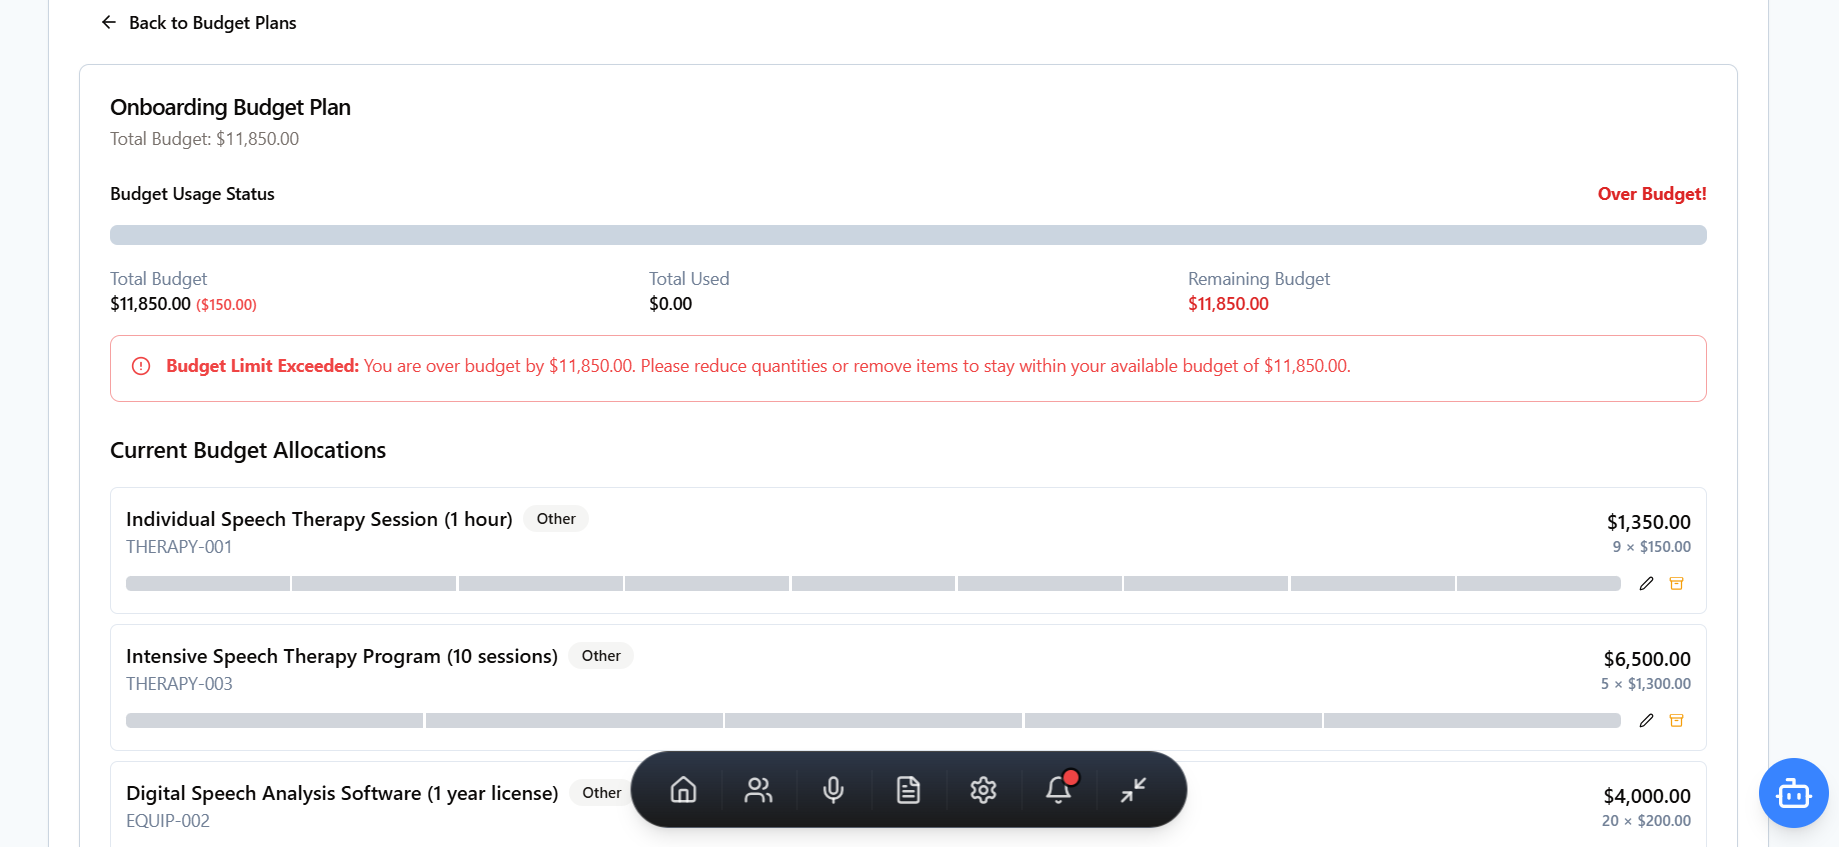 Back to Budget Plans
Onboarding Budget Plan
Total Budget: $11,850.00
Budget Usage Status
Over Budget!
Total Budget
$11,850.00 ($150.00)
Total Used
$0.00
Remaining Budget
$11,850.00
Budget Limit Exceeded: You are over budget by $11,850.00. Please reduce quantities or remove items to stay within your available budget of $11,850.00.
Current Budget Allocations
Individual Speech Therapy Session (1 hour) Other
THERAPY-001
$1,350.00
9 × $150.00
Intensive Speech Therapy Program (10 sessions) Other
THERAPY-003
$6,500.00
5 × $1,300.00
Digital Speech Analysis Software (1 year license) Other
EQUIP-002
$4,000.00
20 × $200.00